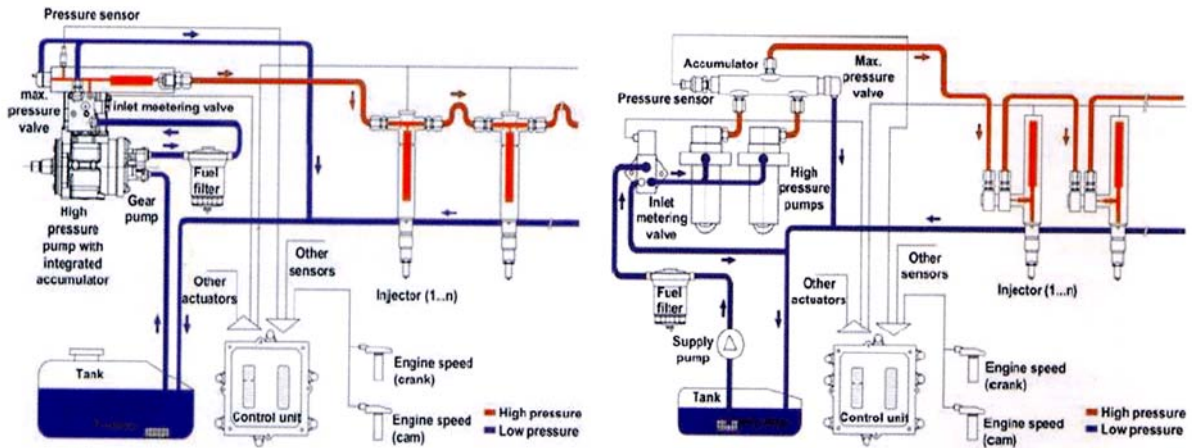 Pressure sensor
max.
pressure
valve
inlet meetering valve
Fuel
filter
Gear
pump
High
pressure
pump with
integrated
accumulator
Other
sensors
Other
actuators
Injector (1...n)
Tank
Control unit
Engine speed
(crank)
Engine speed
(cam)
High pressure
Low pressure
Accumulator
Max.
pressure
valve
Pressure sensor
High
pressure
pumps
Inlet
metering
valve
Other
sensors
Other
actuators
Injector (1...n)
Fuel
filter
Supply
pump
Tank
Control unit
Engine speed
(crank)
Engine speed
(cam)
High pressure
Low pressure